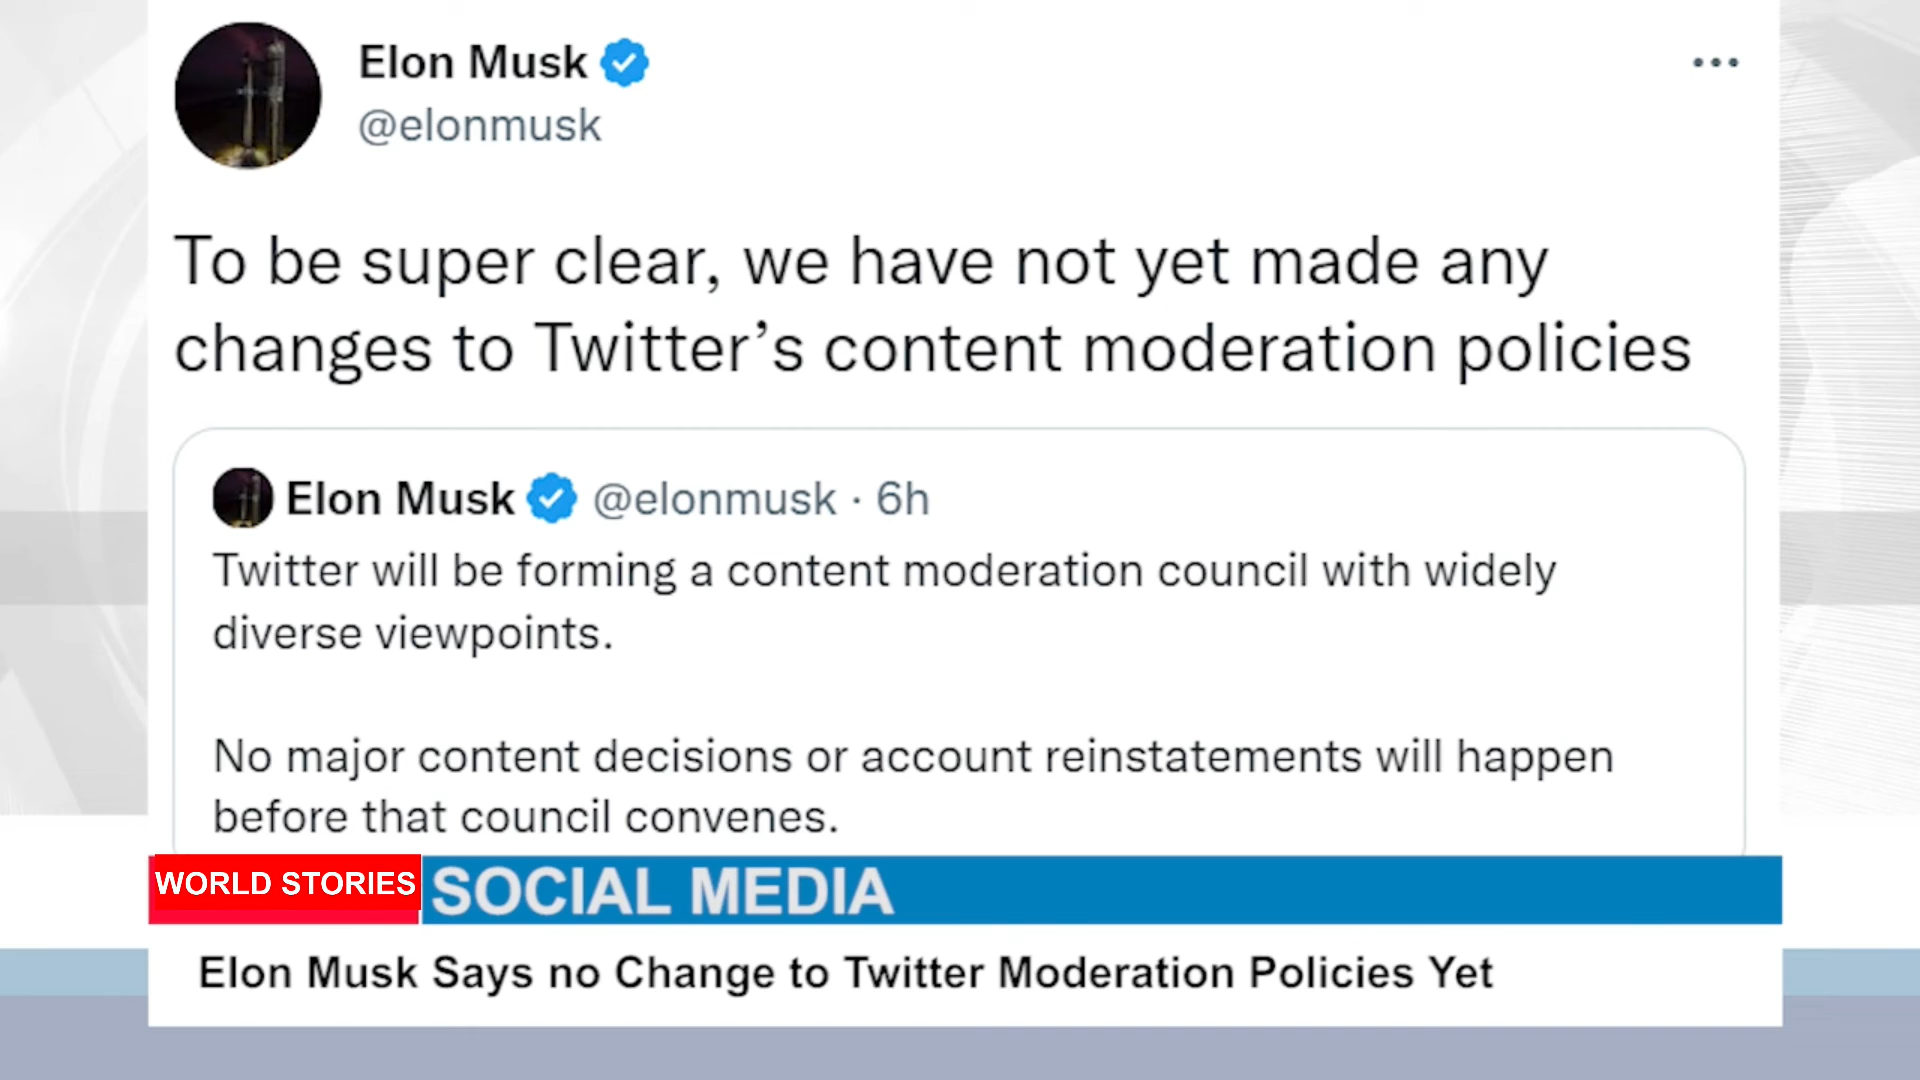 Elon Musk
@elonmusk
To be super clear, we have not yet made any
changes to Twitter’s content moderation policies
Elon Musk @elonmusk · 6h
Twitter will be forming a content moderation council with widely
diverse viewpoints.
No major content decisions or account reinstatements will happen
before that council convenes.
WORLD STORIES SOCIAL MEDIA
Elon Musk Says no Change to Twitter Moderation Policies Yet